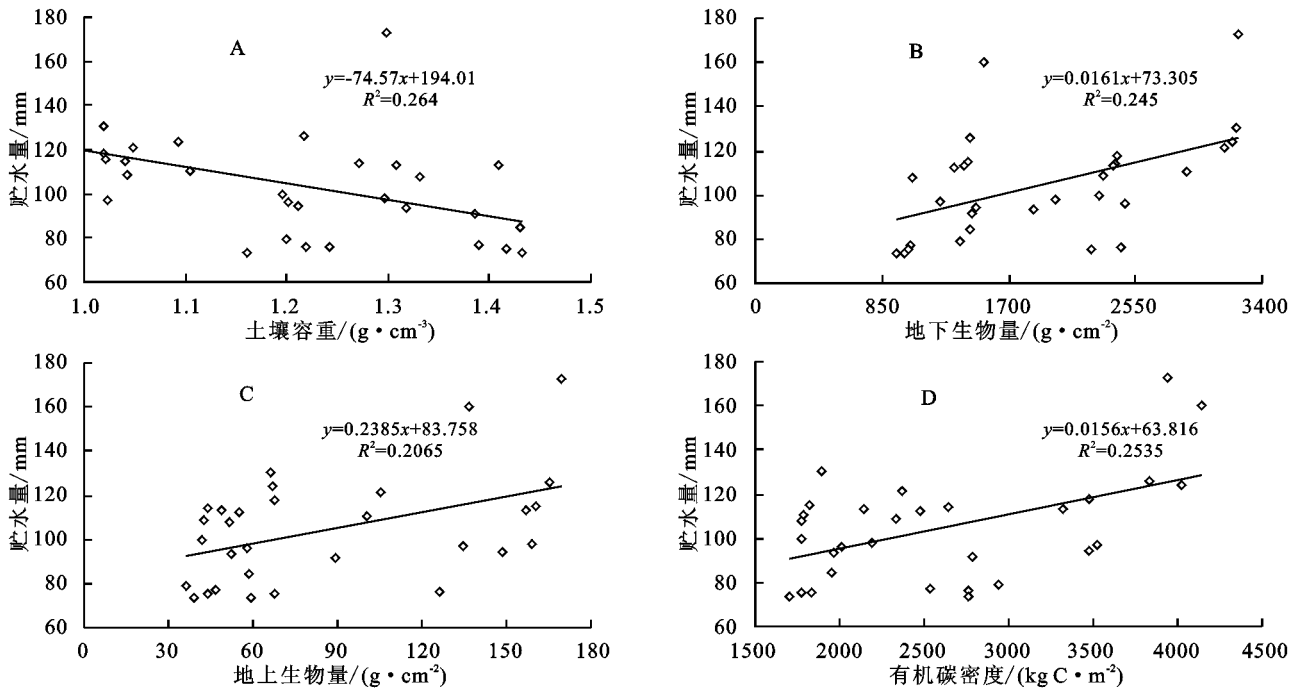 180
160
140
120
100
80
60
贮水量/mm
A
y=-74.57x+194.01
R²=0.264
1.0 1.1 1.2 1.3 1.4 1.5
土壤容重/(g·cm⁻³)
180
160
140
120
100
80
60
贮水量/mm
B
y=0.0161x+73.305
R²=0.245
0 850 1700 2550 3400
地下生物量/(g·cm⁻²)
180
160
140
120
100
80
60
贮水量/mm
C
y=0.2385x+83.758
R²=0.2065
0 30 60 90 120 150 180
地上生物量/(g·cm⁻²)
180
160
140
120
100
80
60
贮水量/mm
D
y=0.0156x+63.816
R²=0.2535
1500 2000 2500 3000 3500 4000 4500
有机碳密度/(kg C·m⁻²)